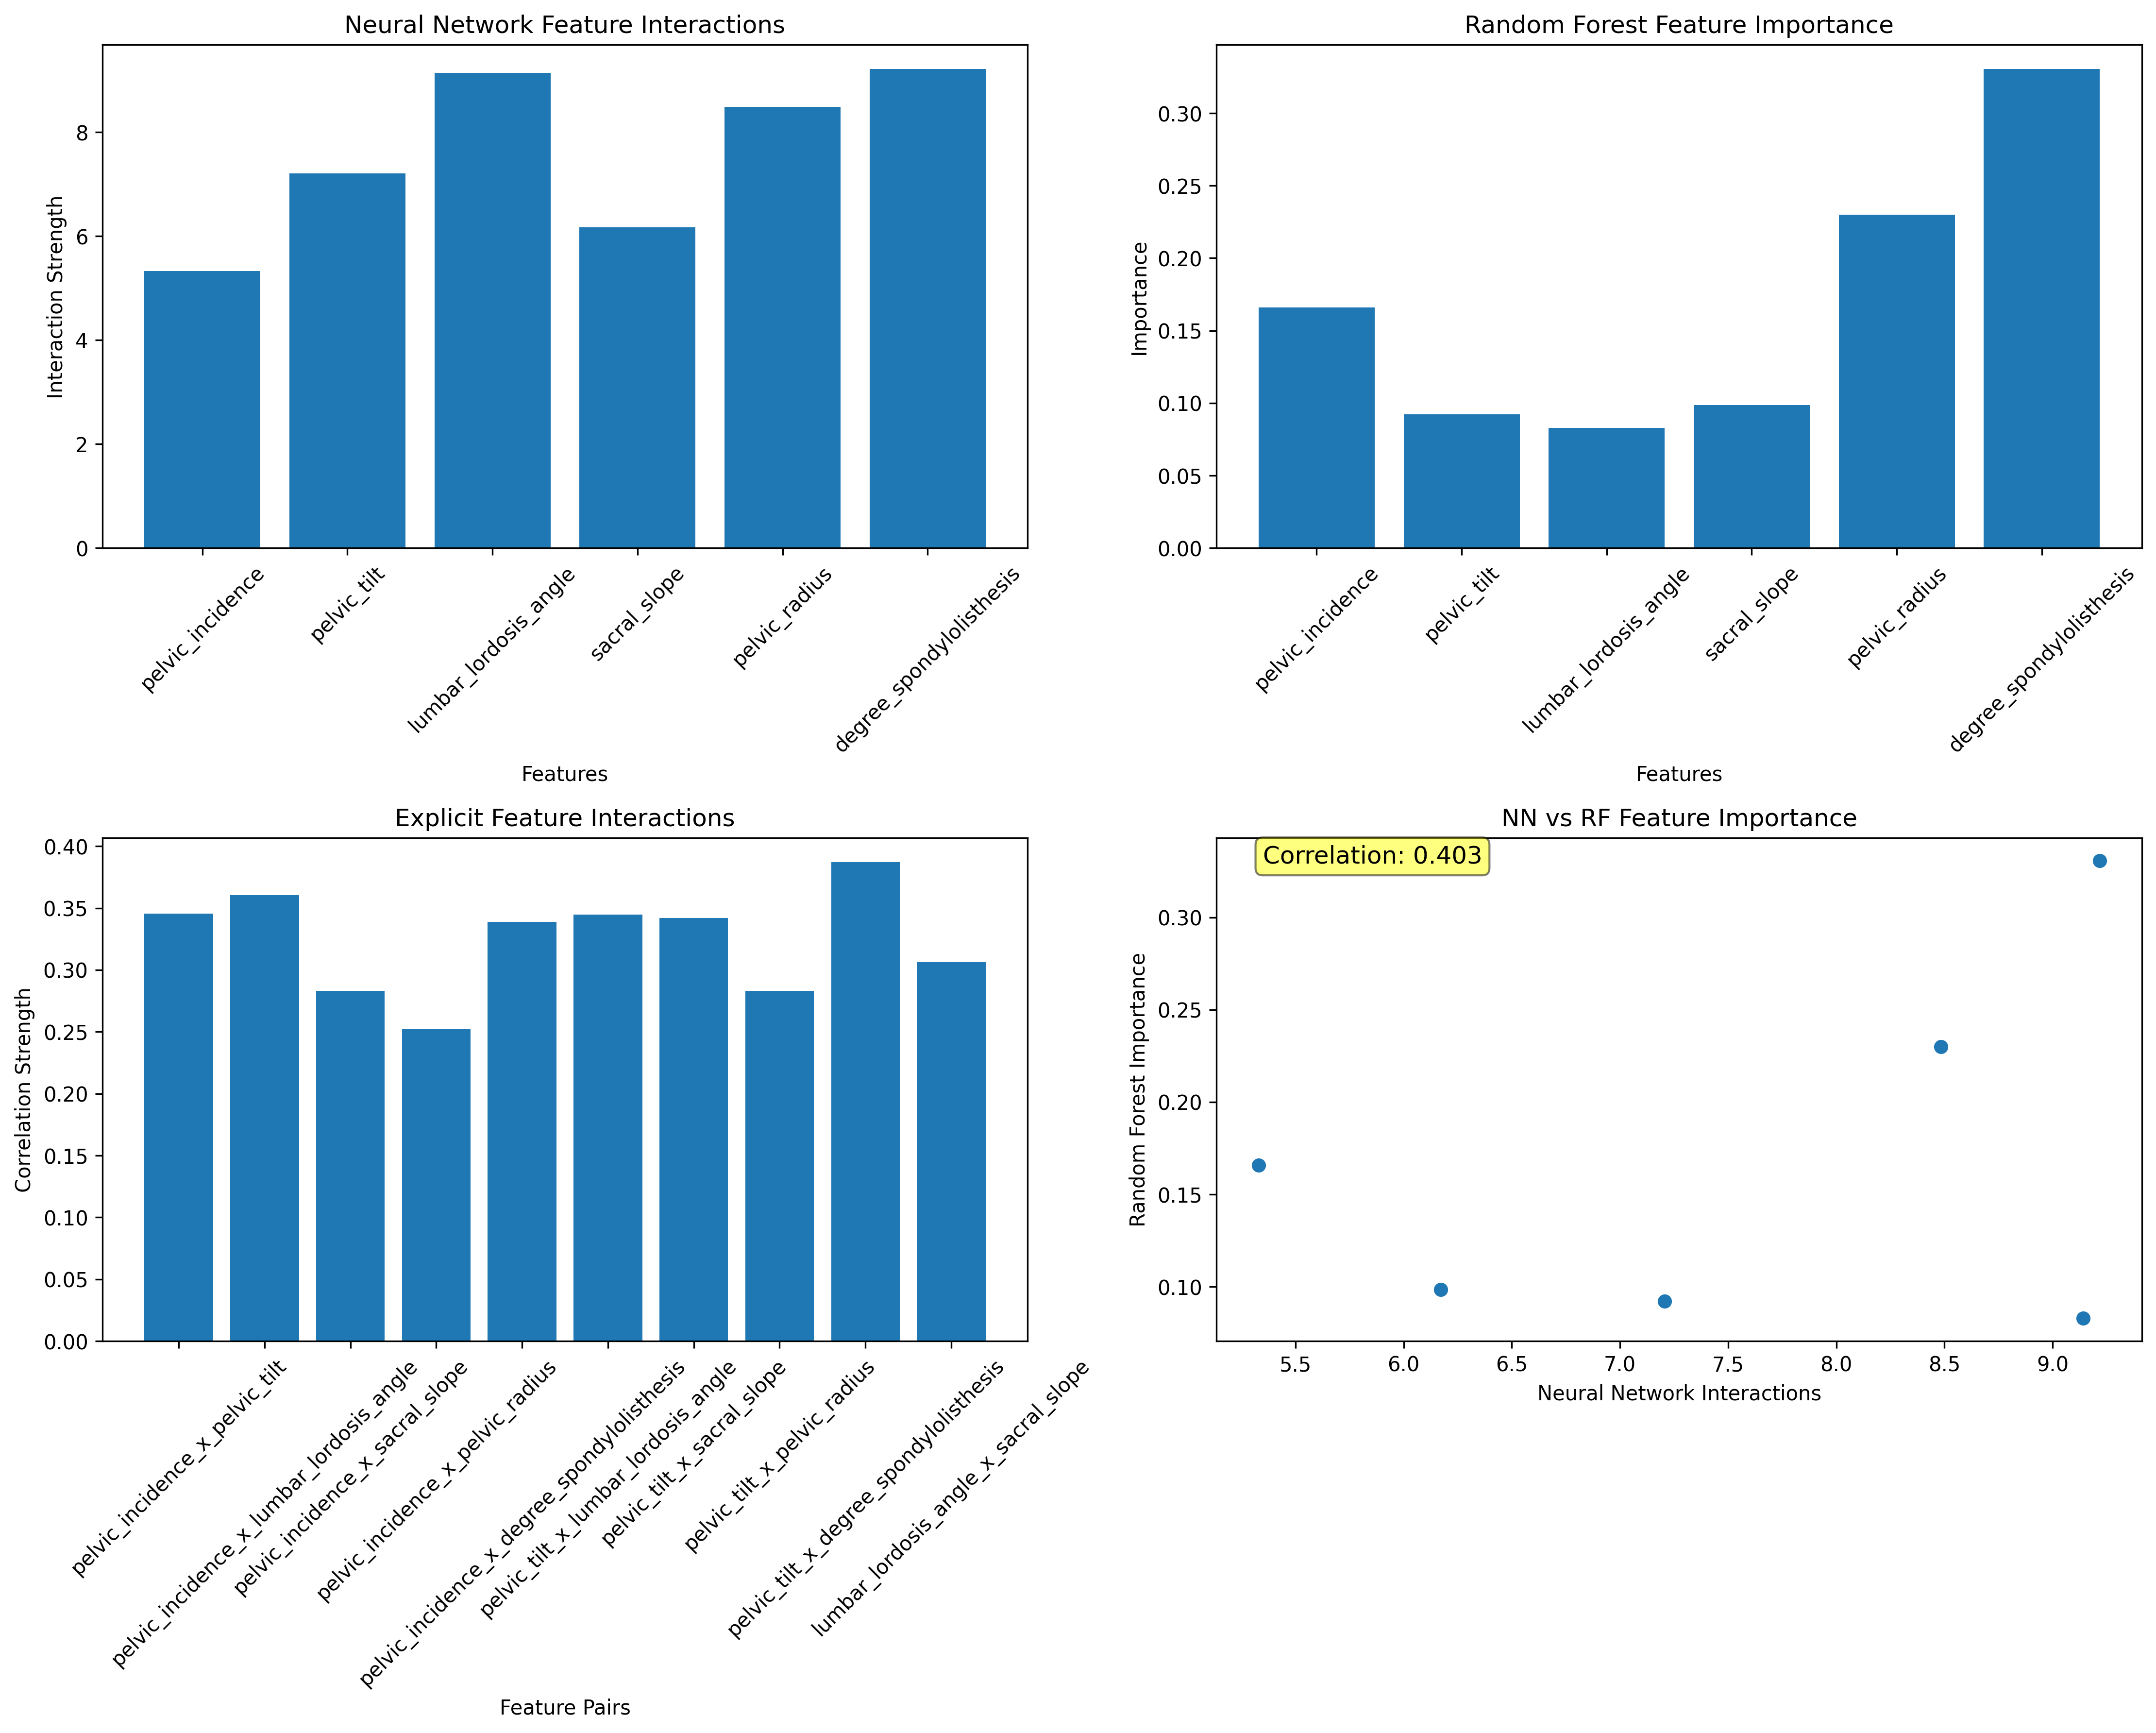 Neural Network Feature Interactions
Interaction Strength
8
6
4
2
0
pelvic_incidence
pelvic_tilt
lumbar_lordosis_angle
sacral_slope
pelvic_radius
degree_spondylolisthesis
Features
Random Forest Feature Importance
Importance
0.30
0.25
0.20
0.15
0.10
0.05
0.00
pelvic_incidence
pelvic_tilt
lumbar_lordosis_angle
sacral_slope
pelvic_radius
degree_spondylolisthesis
Features
Explicit Feature Interactions
Correlation Strength
0.40
0.35
0.30
0.25
0.20
0.15
0.10
0.05
0.00
pelvic_incidence_x_pelvic_tilt
pelvic_incidence_x_lumbar_lordosis_angle
pelvic_incidence_x_sacral_slope
pelvic_incidence_x_pelvic_radius
pelvic_incidence_x_degree_spondylolisthesis
pelvic_tilt_x_lumbar_lordosis_angle
pelvic_tilt_x_sacral_slope
pelvic_tilt_x_pelvic_radius
pelvic_tilt_x_degree_spondylolisthesis
lumbar_lordosis_angle_x_sacral_slope
Feature Pairs
NN vs RF Feature Importance
Correlation: 0.403
Random Forest Importance
0.30
0.25
0.20
0.15
0.10
5.5
6.0
6.5
7.0
7.5
8.0
8.5
9.0
Neural Network Interactions